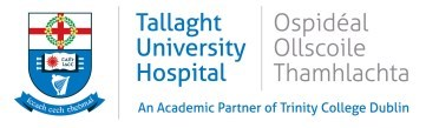 Tallaght
University
Hospital
Ospidéal
Ollscoile
Thamhlachta
An Academic Partner of Trinity College Dublin